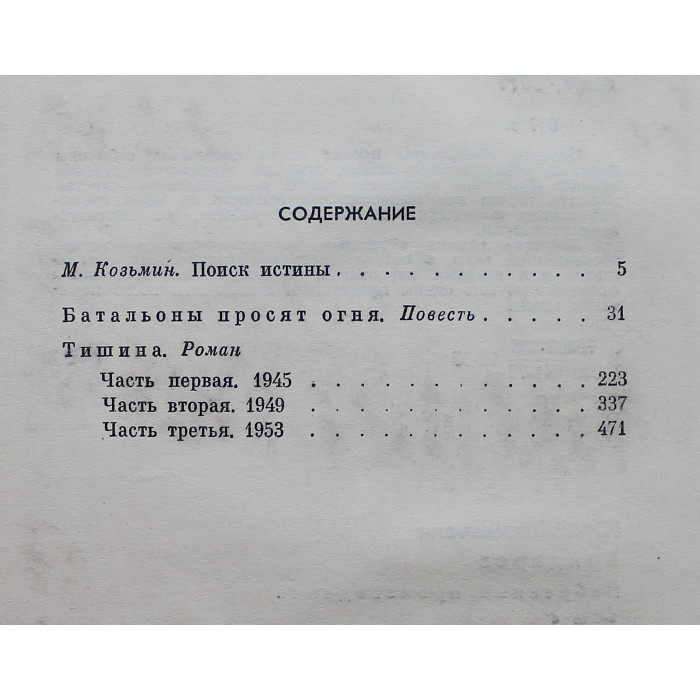 СОДЕРЖАНИЕ
М. Козьмин. Поиск истины . . . . . . . . . . . . 5
Батальоны просят огня. Повесть . . . . . 31
Тишина. Роман
Часть первая. 1945 . . . . . . . . . . . . 223
Часть вторая. 1949 . . . . . . . . . . . . 337
Часть третья. 1953 . . . . . . . . . . . . 471